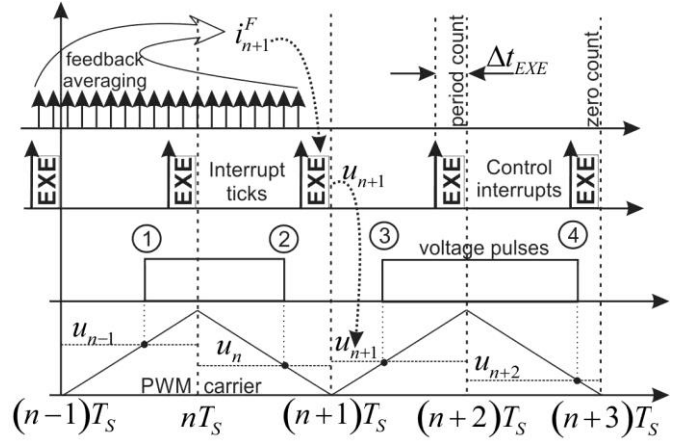 feedback
averaging
i^F_{n+1}
period count
Δt_{EXE}
zero count
EXE
Interrupt
ticks
EXE
EXE
u_{n+1}
EXE
Control
interrupts
EXE
1
2
3
voltage pulses
4
u_{n-1}
u_n
u_{n+1}
u_{n+2}
PWM carrier
(n-1)T_S
nT_S
(n+1)T_S
(n+2)T_S
(n+3)T_S